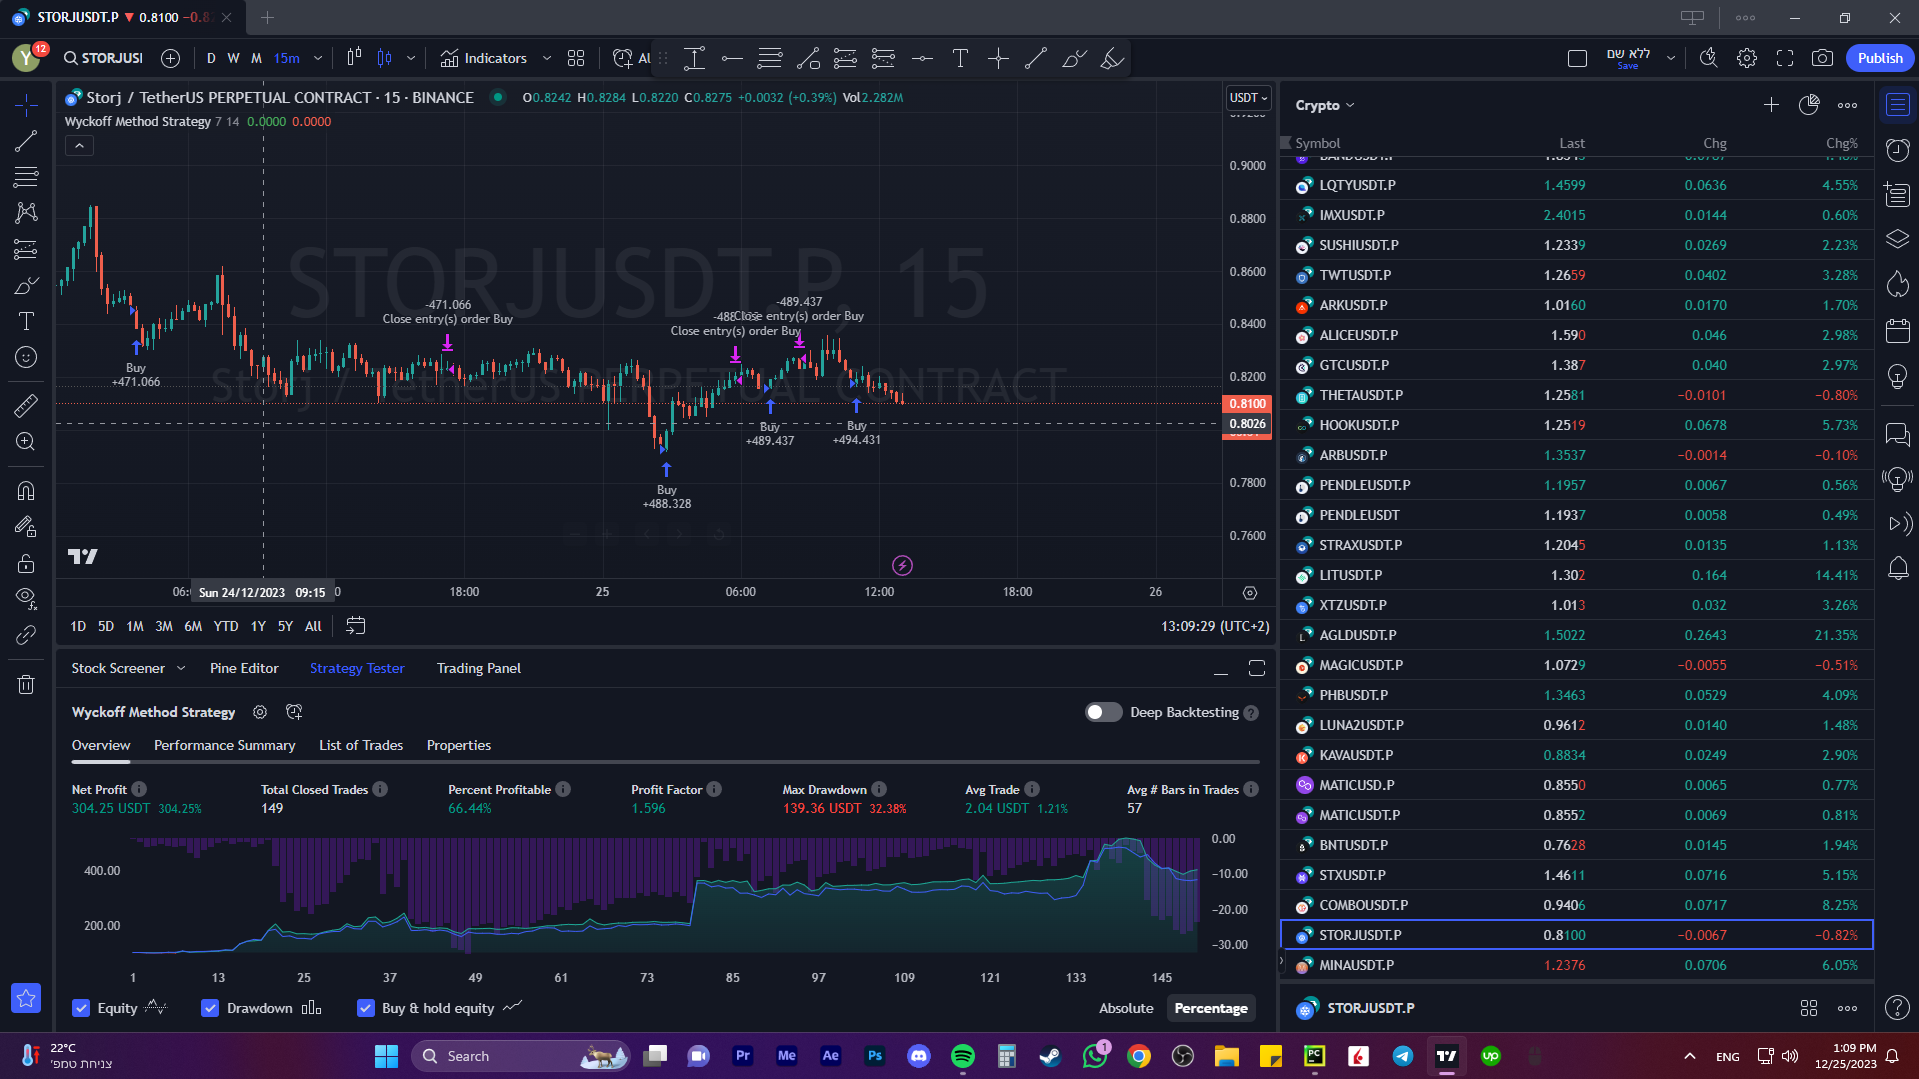 STORJUSDT.P ▼ 0.8100 −0.82
Y 12 STORJUSI D W M 15m Indicators Al
ללא שם
Save
Publish
Storj / TetherUS PERPETUAL CONTRACT · 15 · BINANCE O0.8242 H0.8284 L0.8220 C0.8275 +0.0032 (+0.39%) Vol2.282M
Wyckoff Method Strategy 7 14 0.0000 0.0000
STORJUSDT.P, 15
Storj / TetherUS PERPETUAL CONTRACT
USDT
0.9000
0.8800
0.8600
0.8400
0.8200
0.8100
0.8026
0.7800
0.7600
-471.066
Close entry(s) order Buy
-489.437
Close entry(s) order Buy
Close entry(s) order Buy
Buy
+471.066
Buy
+489.437
Buy
+494.431
Buy
+488.328
Sun 24/12/2023 09:15
18:00 25 06:00 12:00 18:00 26
1D 5D 1M 3M 6M YTD 1Y 5Y All
13:09:29 (UTC+2)
Stock Screener Pine Editor Strategy Tester Trading Panel
Wyckoff Method Strategy
Deep Backtesting
Overview Performance Summary List of Trades Properties
Net Profit Total Closed Trades Percent Profitable Profit Factor Max Drawdown Avg Trade Avg # Bars in Trades
304.25 USDT 304.25% 149 66.44% 1.596 139.36 USDT 32.38% 2.04 USDT 1.21% 57
400.00
200.00
0.00
−10.00
−20.00
−30.00
1 13 25 37 49 61 73 85 97 109 121 133 145
Equity Drawdown Buy & hold equity
Absolute Percentage
Crypto
Symbol Last Chg Chg%
LQTYUSDT.P 1.4599 0.0636 4.55%
IMXUSDT.P 2.4015 0.0144 0.60%
SUSHIUSDT.P 1.2339 0.0269 2.23%
TWTUSDT.P 1.2659 0.0402 3.28%
ARKUSDT.P 1.0160 0.0170 1.70%
ALICEUSDT.P 1.590 0.046 2.98%
GTCUSDT.P 1.387 0.040 2.97%
THETAUSDT.P 1.2581 −0.0101 −0.80%
HOOKUSDT.P 1.2519 0.0678 5.73%
ARBUSDT.P 1.3537 −0.0014 −0.10%
PENDLEUSDT.P 1.1957 0.0067 0.56%
PENDLEUSDT 1.1937 0.0058 0.49%
STRAXUSDT.P 1.2045 0.0135 1.13%
LITUSDT.P 1.302 0.164 14.41%
XTZUSDT.P 1.013 0.032 3.26%
AGLDUSDT.P 1.5022 0.2643 21.35%
MAGICUSDT.P 1.0729 −0.0055 −0.51%
PHBUSDT.P 1.3463 0.0529 4.09%
LUNA2USDT.P 0.9612 0.0140 1.48%
KAVAUSDT.P 0.8834 0.0249 2.90%
MATICUSD.P 0.8550 0.0065 0.77%
MATICUSDT.P 0.8552 0.0069 0.81%
BNTUSDT.P 0.7628 0.0145 1.94%
STXUSDT.P 1.4611 0.0716 5.15%
COMBOUSDT.P 0.9406 0.0717 8.25%
STORJUSDT.P 0.8100 −0.0067 −0.82%
MINAUSDT.P 1.2376 0.0706 6.05%
STORJUSDT.P
22°C
צניחת טמפ'
Search
Pr Me Ae Ps 1 PC up
ENG
1:09 PM
12/25/2023